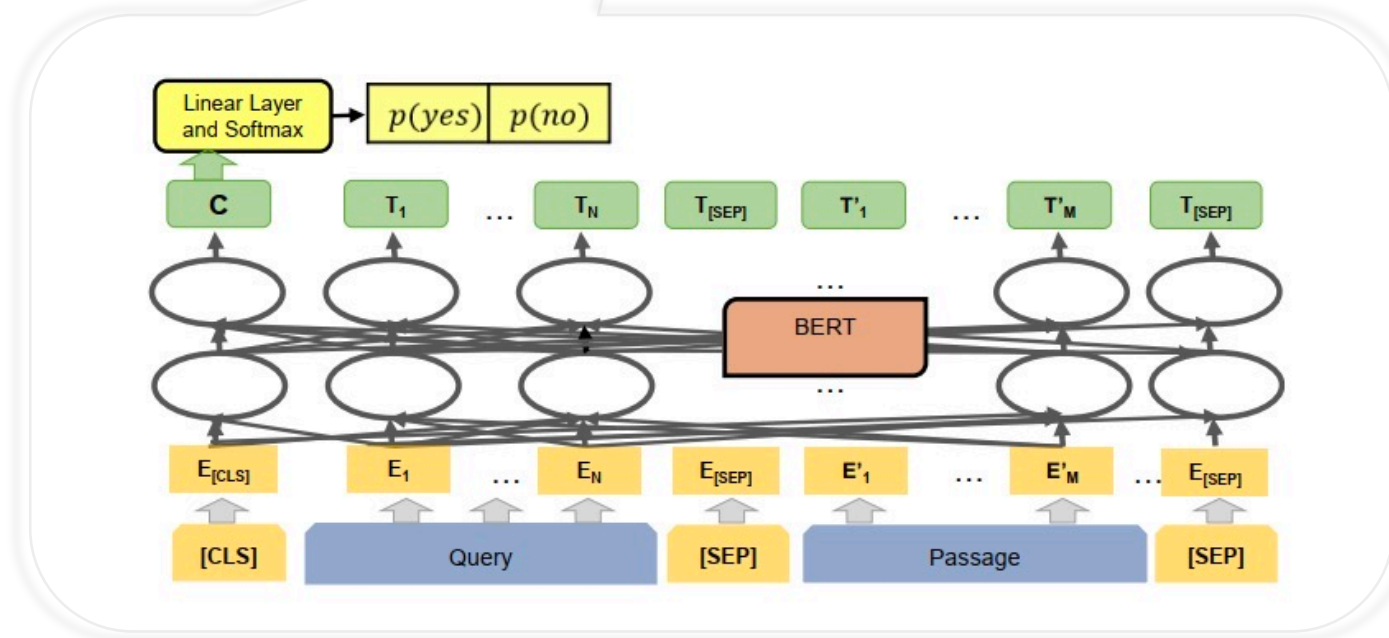 Linear Layer
and Softmax
p(yes) p(no)
C T1 ... TN T[SEP] T'1 ... T'M T[SEP]
...
BERT
...
E[CLS] E1 ... EN E[SEP] E'1 ... E'M ... E[SEP]
[CLS] Query [SEP] Passage [SEP]